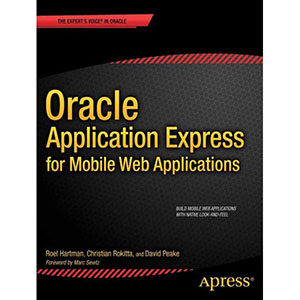 THE EXPERT'S VOICE® IN ORACLE
Oracle
Application Express
for Mobile Web Applications
BUILD MOBILE WEB APPLICATIONS
WITH NATIVE LOOK-AND-FEEL
Roel Hartman, Christian Rokitta, and David Peake
Foreword by Marc Sewtz
Apress®